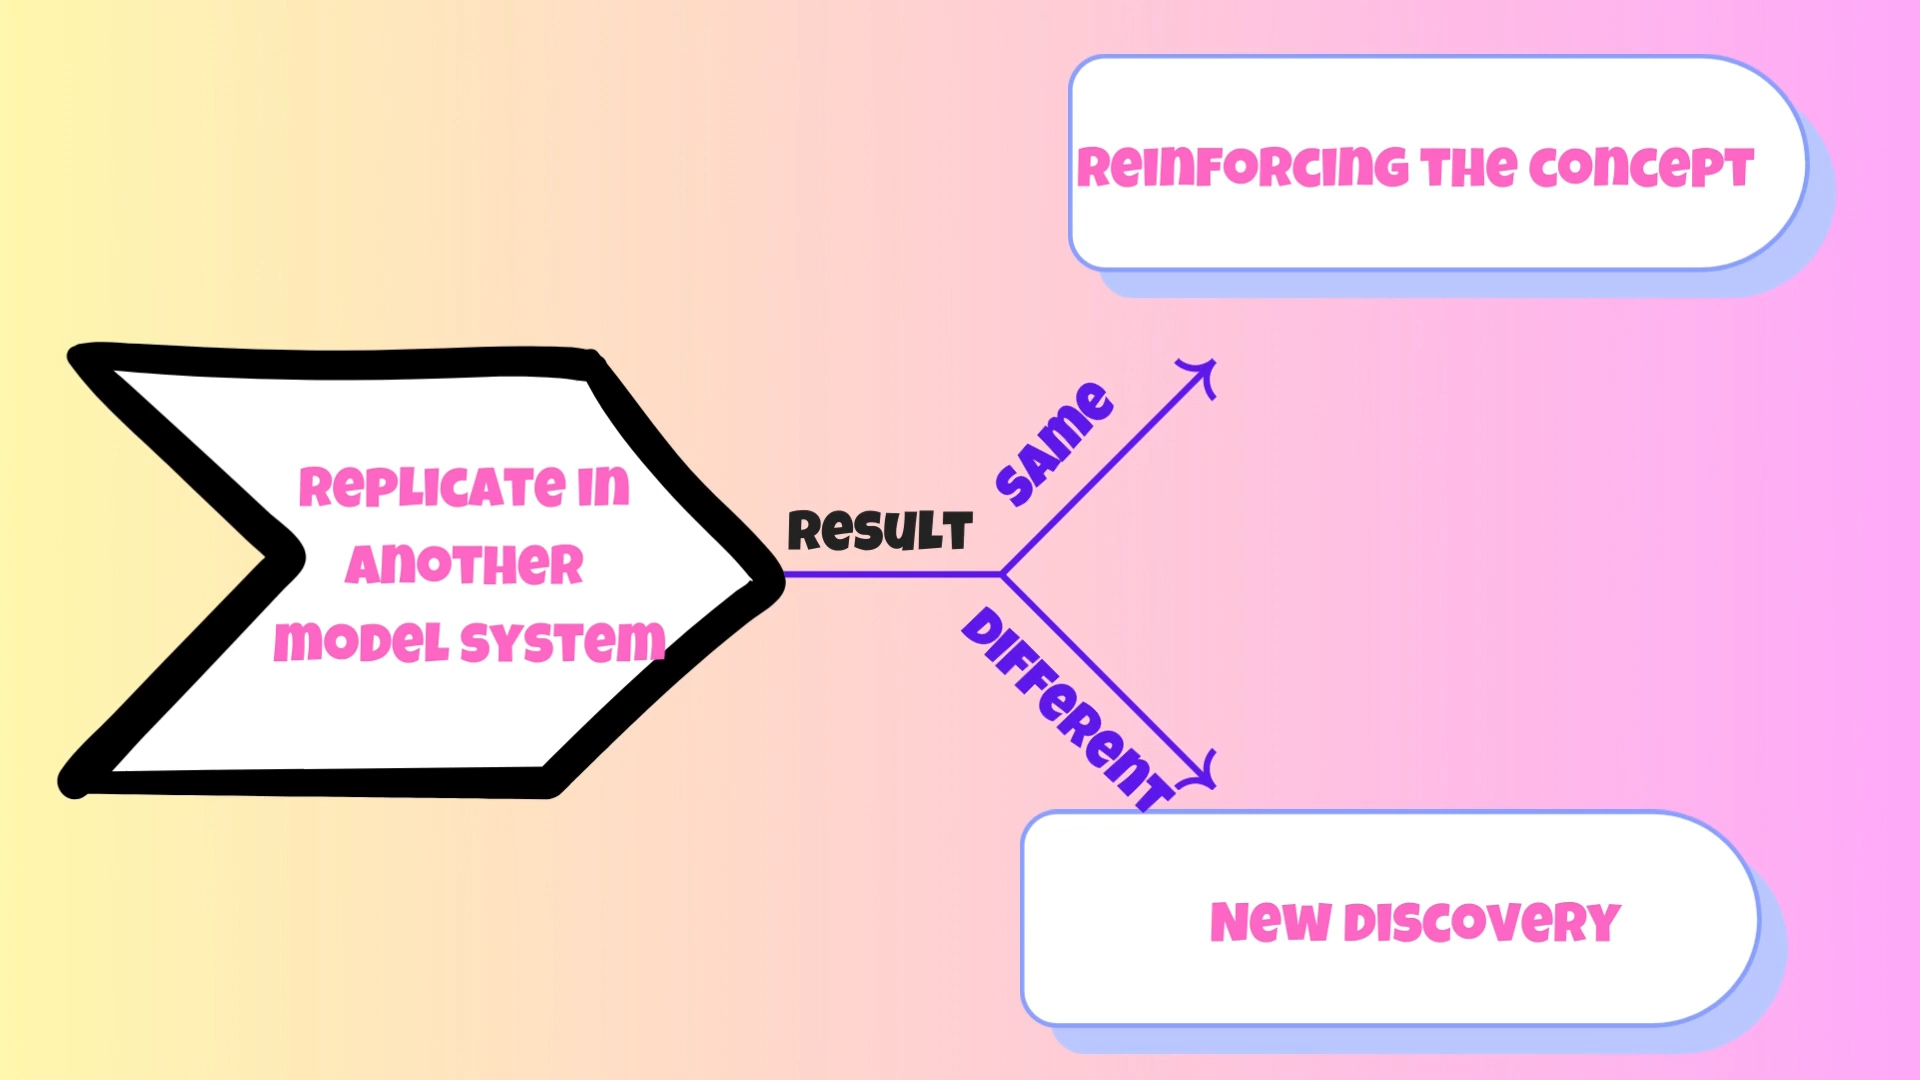 Reinforcing the concept
Replicate in
another
model system
Result
Same
Different
New discovery